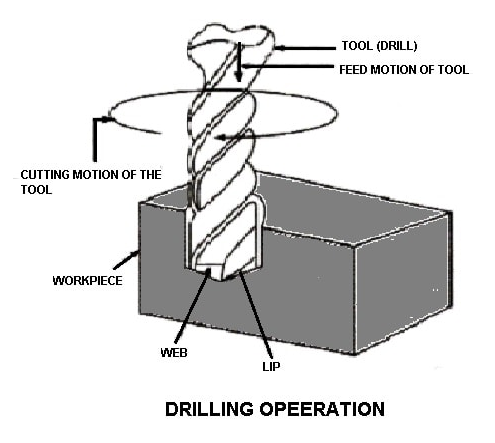 TOOL (DRILL)
FEED MOTION OF TOOL
CUTTING MOTION OF THE
TOOL
WORKPIECE
WEB
LIP
DRILLING OPEERATION